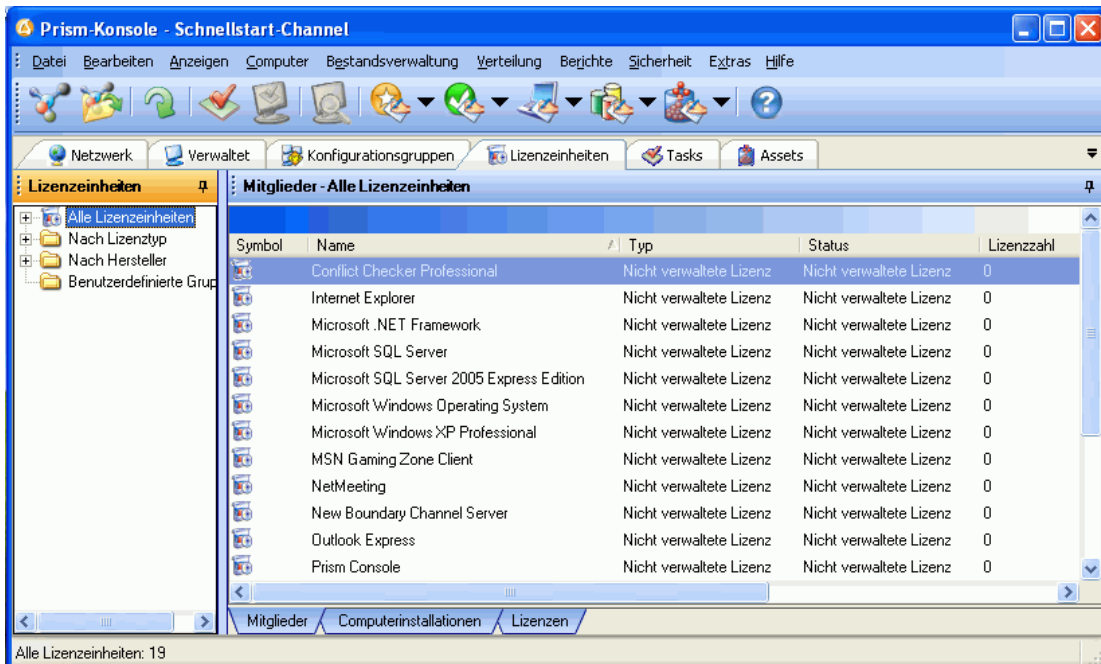 Prism-Konsole - Schnellstart-Channel
Datei Bearbeiten Anzeigen Computer Bestandsverwaltung Verteilung Berichte Sicherheit Extras Hilfe
Netzwerk Verwaltet Konfigurationsgruppen Lizenzeinheiten Tasks Assets
Lizenzeinheiten
Alle Lizenzeinheiten
Nach Lizenztyp
Nach Hersteller
Benutzerdefinierte Grup
Mitglieder - Alle Lizenzeinheiten
Symbol Name Typ Status Lizenzzahl
Conflict Checker Professional Nicht verwaltete Lizenz Nicht verwaltete Lizenz 0
Internet Explorer Nicht verwaltete Lizenz Nicht verwaltete Lizenz 0
Microsoft .NET Framework Nicht verwaltete Lizenz Nicht verwaltete Lizenz 0
Microsoft SQL Server Nicht verwaltete Lizenz Nicht verwaltete Lizenz 0
Microsoft SQL Server 2005 Express Edition Nicht verwaltete Lizenz Nicht verwaltete Lizenz 0
Microsoft Windows Operating System Nicht verwaltete Lizenz Nicht verwaltete Lizenz 0
Microsoft Windows XP Professional Nicht verwaltete Lizenz Nicht verwaltete Lizenz 0
MSN Gaming Zone Client Nicht verwaltete Lizenz Nicht verwaltete Lizenz 0
NetMeeting Nicht verwaltete Lizenz Nicht verwaltete Lizenz 0
New Boundary Channel Server Nicht verwaltete Lizenz Nicht verwaltete Lizenz 0
Outlook Express Nicht verwaltete Lizenz Nicht verwaltete Lizenz 0
Prism Console Nicht verwaltete Lizenz Nicht verwaltete Lizenz 0
Mitglieder Computerinstallationen Lizenzen
Alle Lizenzeinheiten: 19